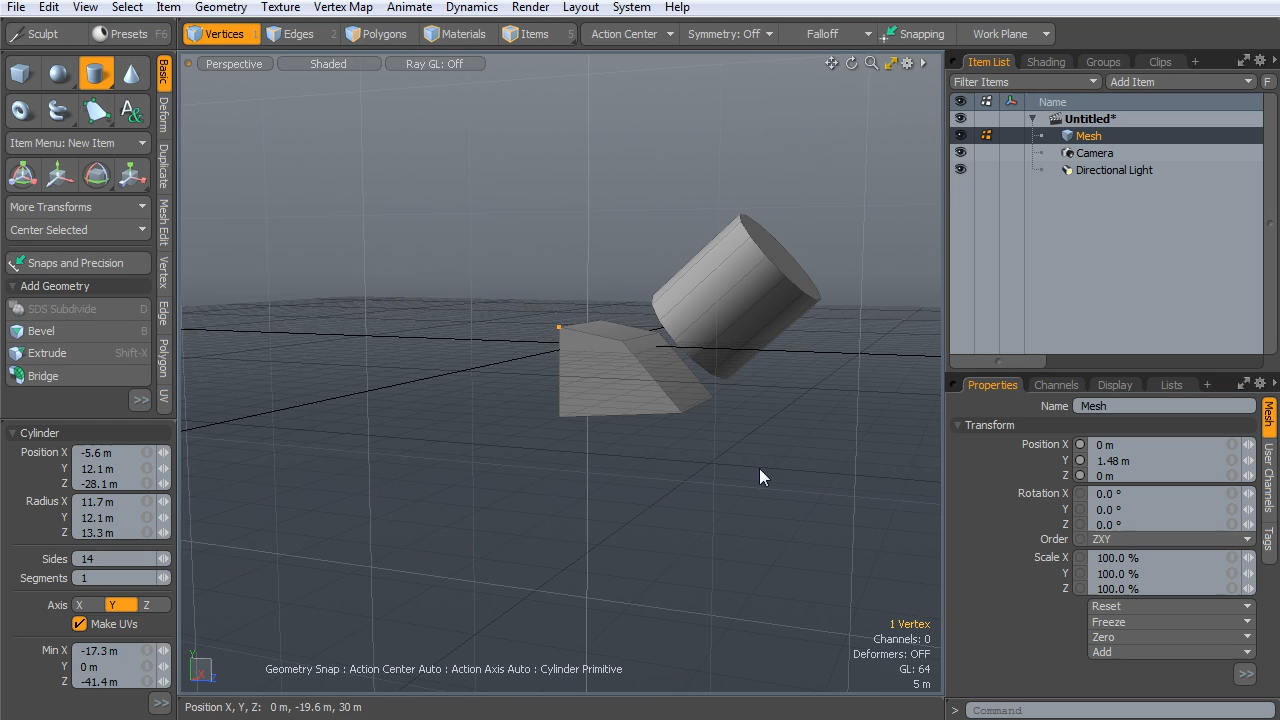 File Edit View Select Item Geometry Texture Vertex Map Animate Dynamics Render Layout System Help
Sculpt Presets F6 Vertices 1 Edges 2 Polygons Materials Items 5 Action Center Symmetry: Off Falloff Snapping Work Plane
Perspective Shaded Ray GL: Off
Basic
Deform
Duplicate
Mesh Edit
Vertex
Edge
Polygon
UV
Item Menu: New Item
More Transforms
Center Selected
Snaps and Precision
Add Geometry
SDS Subdivide D
Bevel B
Extrude Shift-X
Bridge
>>
Cylinder
Position X -5.6 m
Y 12.1 m
Z -28.1 m
Radius X 11.7 m
Y 12.1 m
Z 13.3 m
Sides 14
Segments 1
Axis X Y Z
Make UVs
Min X -17.3 m
Y 0 m
Z -41.4 m
>>
1 Vertex
Channels: 0
Deformers: OFF
GL: 64
5 m
Geometry Snap : Action Center Auto : Action Axis Auto : Cylinder Primitive
Y
X
Z
Position X, Y, Z: 0 m, -19.6 m, 30 m
Item List Shading Groups Clips +
Filter Items Add Item F
Name
Untitled*
Mesh
Camera
Directional Light
Properties Channels Display Lists +
Name Mesh
Transform
Position X 0 m
Y 1.48 m
Z 0 m
Rotation X 0.0 °
Y 0.0 °
Z 0.0 °
Order ZXY
Scale X 100.0 %
Y 100.0 %
Z 100.0 %
Reset
Freeze
Zero
Add
>>
Mesh
User Channels
Tags
> Command